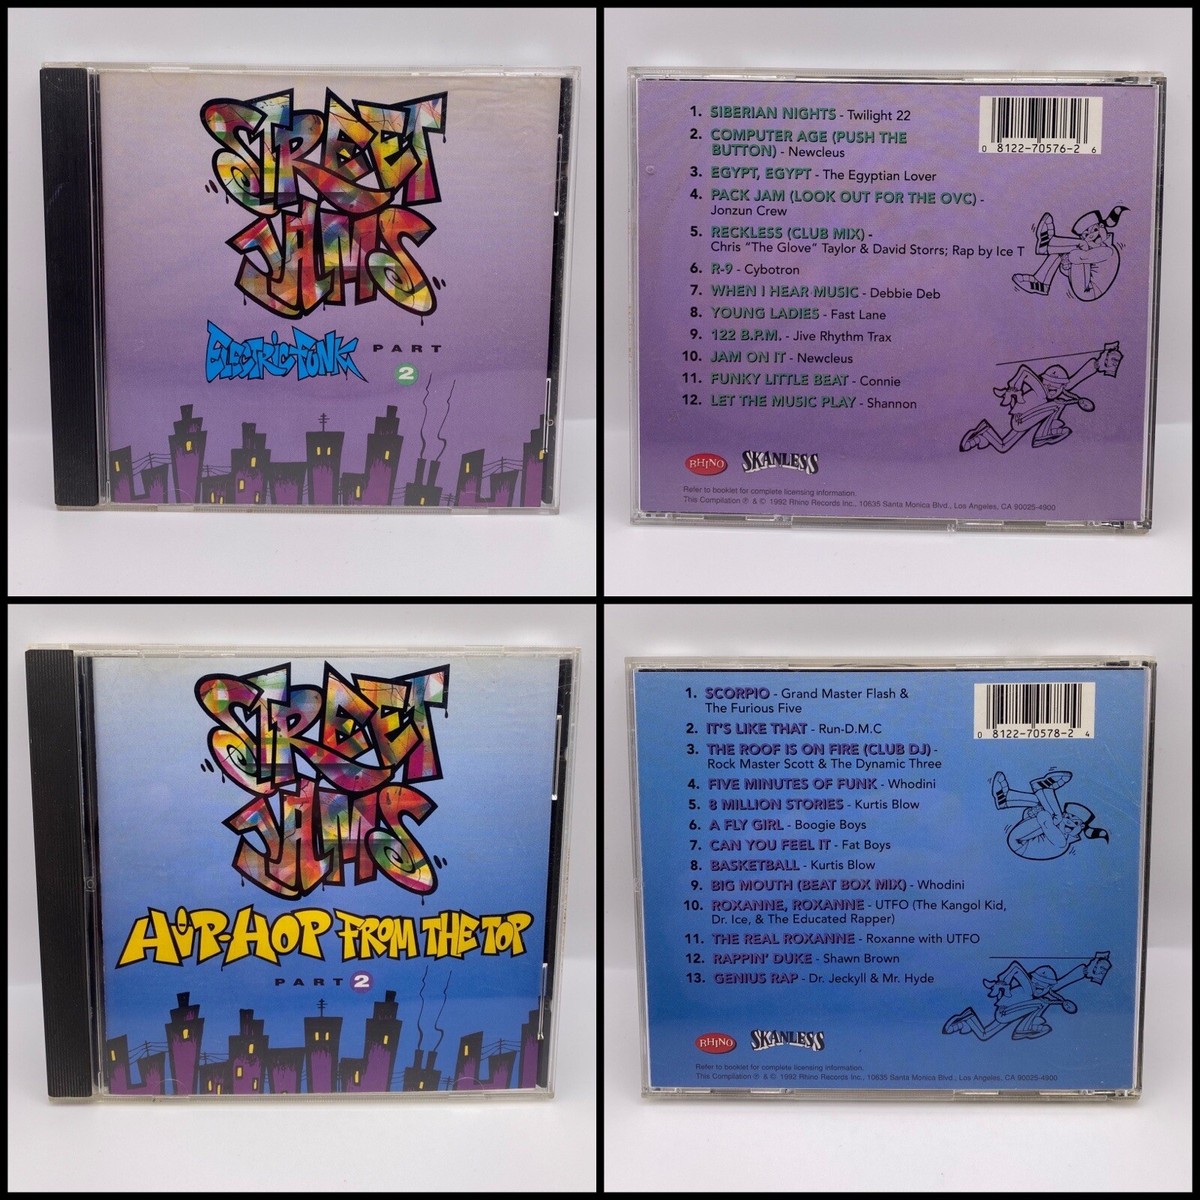 STREET
JAMS
ELECTRIC FUNK PART
2
1. SIBERIAN NIGHTS - Twilight 22
2. COMPUTER AGE (PUSH THE
BUTTON) - Newcleus
3. EGYPT, EGYPT - The Egyptian Lover
4. PACK JAM (LOOK OUT FOR THE OVC) -
Jonzun Crew
5. RECKLESS (CLUB MIX) -
Chris "The Glove" Taylor & David Storrs; Rap by Ice T
6. R-9 - Cybotron
7. WHEN I HEAR MUSIC - Debbie Deb
8. YOUNG LADIES - Fast Lane
9. 122 B.P.M. - Jive Rhythm Trax
10. JAM ON IT - Newcleus
11. FUNKY LITTLE BEAT - Connie
12. LET THE MUSIC PLAY - Shannon
0 8122-70576-2 6
RHINO SKANLESS
Refer to booklet for complete licensing information.
This Compilation ℗ & © 1992 Rhino Records Inc., 10635 Santa Monica Blvd., Los Angeles, CA 90025-4900
STREET
JAMS
HIP-HOP FROM THE TOP
PART 2
1. SCORPIO - Grand Master Flash &
The Furious Five
2. IT'S LIKE THAT - Run-D.M.C
3. THE ROOF IS ON FIRE (CLUB DJ) -
Rock Master Scott & The Dynamic Three
4. FIVE MINUTES OF FUNK - Whodini
5. 8 MILLION STORIES - Kurtis Blow
6. A FLY GIRL - Boogie Boys
7. CAN YOU FEEL IT - Fat Boys
8. BASKETBALL - Kurtis Blow
9. BIG MOUTH (BEAT BOX MIX) - Whodini
10. ROXANNE, ROXANNE - UTFO (The Kangol Kid,
Dr. Ice, & The Educated Rapper)
11. THE REAL ROXANNE - Roxanne with UTFO
12. RAPPIN' DUKE - Shawn Brown
13. GENIUS RAP - Dr. Jeckyll & Mr. Hyde
0 8122-70578-2 4
RHINO SKANLESS
Refer to booklet for complete licensing information.
This Compilation ℗ & © 1992 Rhino Records Inc., 10635 Santa Monica Blvd., Los Angeles, CA 90025-4900